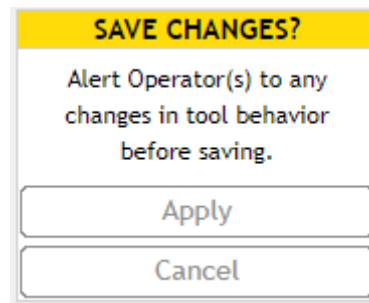 SAVE CHANGES?
Alert Operator(s) to any
changes in tool behavior
before saving.
Apply
Cancel